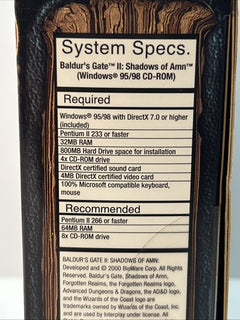 System Specs.
Baldur's Gate™ II: Shadows of Amn™
(Windows® 95/98 CD-ROM)
Required
Windows® 95/98 with DirectX 7.0 or higher
(included)
Pentium II 233 or faster
32MB RAM
800MB Hard Drive space for installation
4x CD-ROM drive
DirectX certified sound card
4MB DirectX certified video card
100% Microsoft compatible keyboard,
mouse
Recommended
Pentium II 266 or faster
64MB RAM
8x CD-ROM drive
BALDUR'S GATE II: SHADOWS OF AMN:
Developed and © 2000 BioWare Corp. All Rights
Reserved. Baldur's Gate, Shadows of Amn,
Forgotten Realms, the Forgotten Realms logo,
Advanced Dungeons & Dragons, the AD&D logo,
and the Wizards of the Coast logo are
trademarks owned by Wizards of the Coast, Inc.
and are used by Interplay under license. All